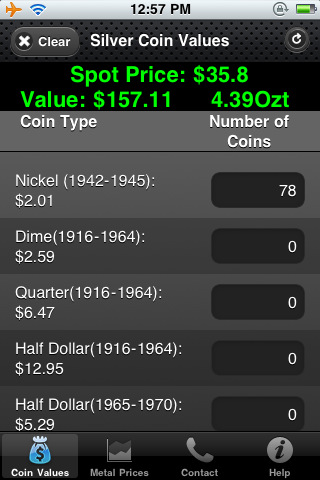 12:57 PM
Clear
Silver Coin Values
Spot Price: $35.8
Value: $157.11 4.39Ozt
Coin Type
Number of
Coins
Nickel (1942-1945):
$2.01
78
Dime(1916-1964):
$2.59
0
Quarter(1916-1964):
$6.47
0
Half Dollar(1916-1964):
$12.95
0
Half Dollar(1965-1970):
$5.29
0
Coin Values
Metal Prices
Contact
Help